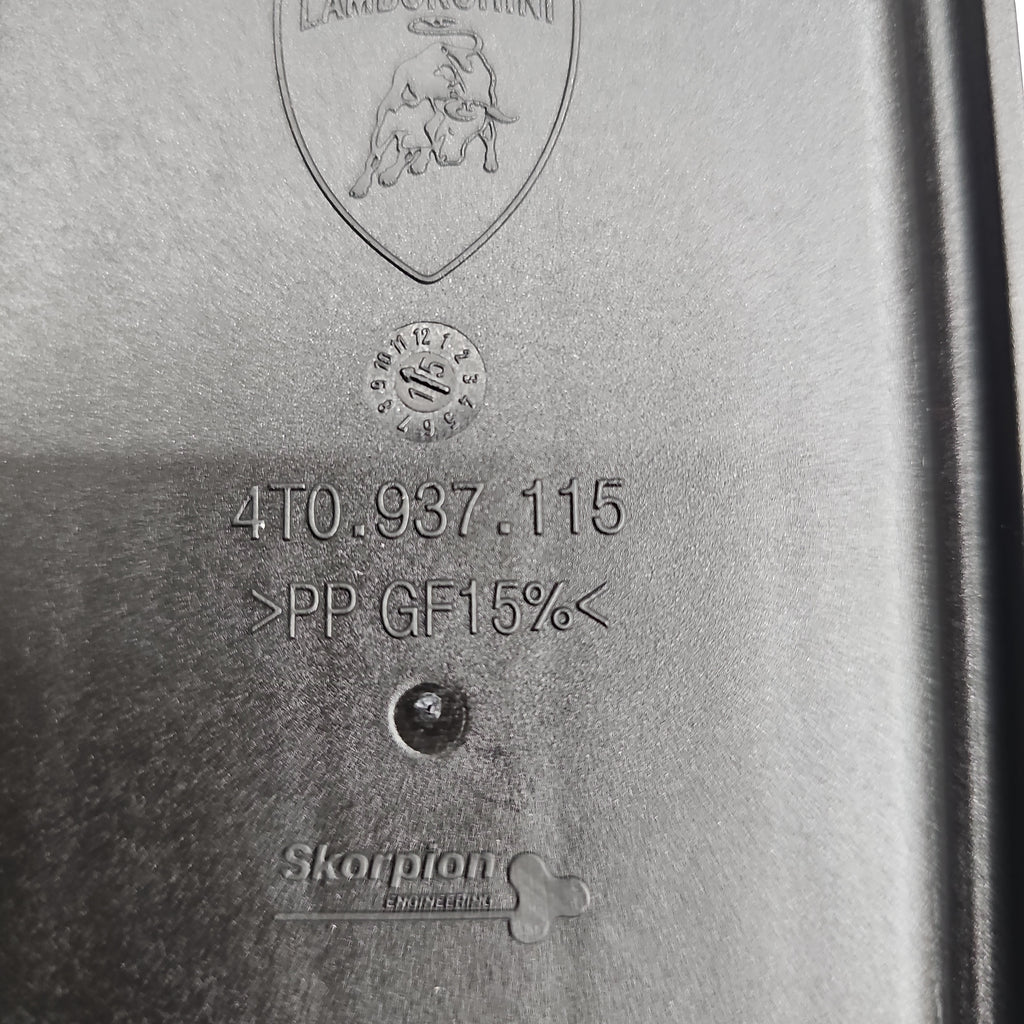 LAMBORGHINI
10 11 12 1 2 3 4 5 6 7 8 9
15
4T0.937.115
>PP GF15%<
Skorpion
ENGINEERING